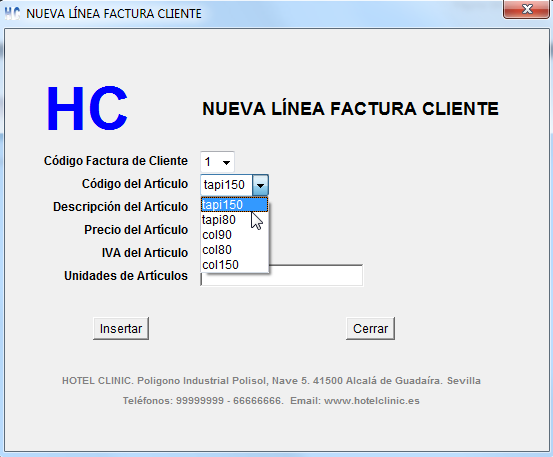 HC NUEVA LÍNEA FACTURA CLIENTE
HC
NUEVA LÍNEA FACTURA CLIENTE
Código Factura de Cliente 1
Código del Artículo tapi150
Descripción del Artículo tapi150
tapi80
Precio del Artículo col90
IVA del Artículo col80
col150
Unidades de Artículos
Insertar Cerrar
HOTEL CLINIC. Poligono Industrial Polisol, Nave 5. 41500 Alcalá de Guadaíra. Sevilla
Teléfonos: 99999999 - 66666666. Email: www.hotelclinic.es